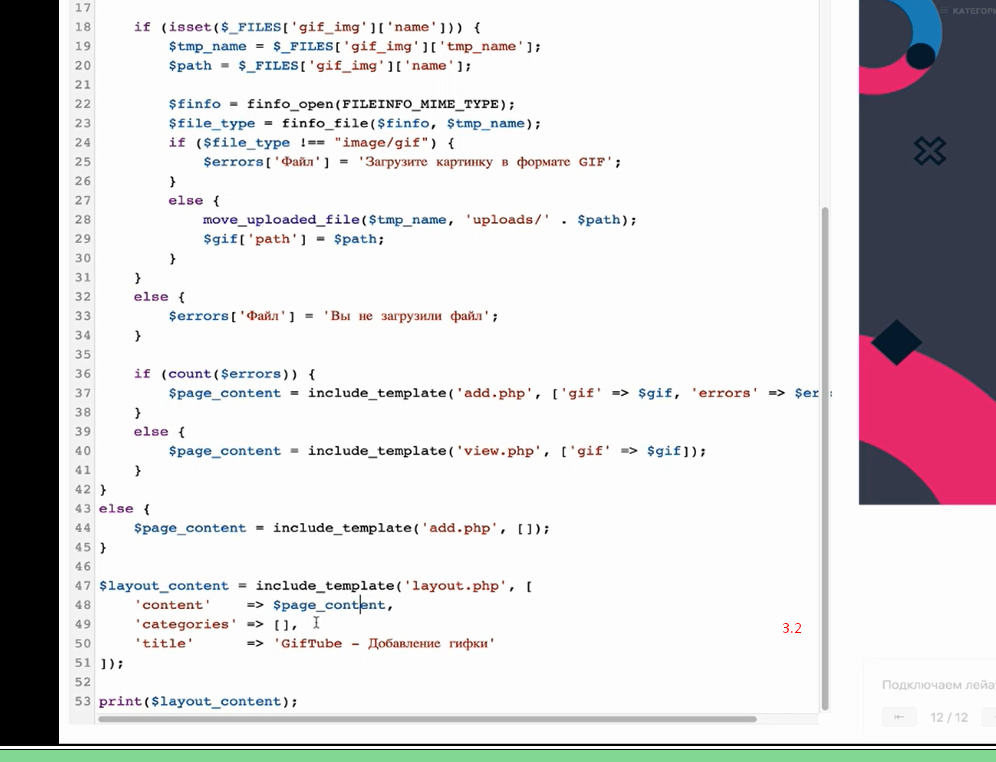 17
18 if (isset($_FILES['gif_img']['name'])) {
19 $tmp_name = $_FILES['gif_img']['tmp_name'];
20 $path = $_FILES['gif_img']['name'];
21
22 $finfo = finfo_open(FILEINFO_MIME_TYPE);
23 $file_type = finfo_file($finfo, $tmp_name);
24 if ($file_type !== "image/gif") {
25 $errors['Файл'] = 'Загрузите картинку в формате GIF';
26 }
27 else {
28 move_uploaded_file($tmp_name, 'uploads/' . $path);
29 $gif['path'] = $path;
30 }
31 }
32 else {
33 $errors['Файл'] = 'Вы не загрузили файл';
34 }
35
36 if (count($errors)) {
37 $page_content = include_template('add.php', ['gif' => $gif, 'errors' => $er
38 }
39 else {
40 $page_content = include_template('view.php', ['gif' => $gif]);
41 }
42 }
43 else {
44 $page_content = include_template('add.php', []);
45 }
46
47 $layout_content = include_template('layout.php', [
48 'content' => $page_content,
49 'categories' => [],
50 'title' => 'GifTube – Добавление гифки'
51 ]);
52
53 print($layout_content);
КАТЕГОРИ
3.2
Подключаем лейа
12 / 12